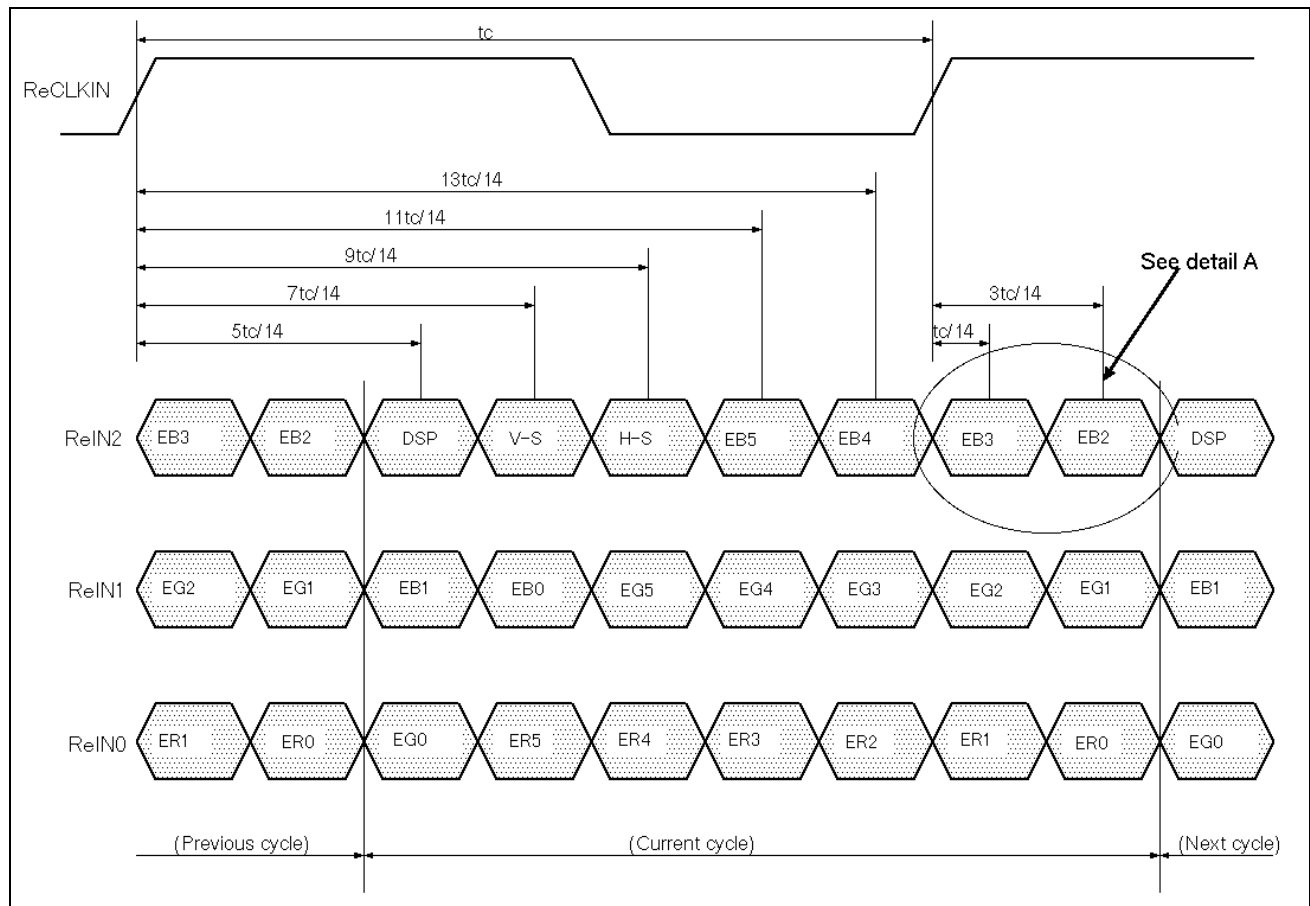 tc
ReCLKIN
13tc/14
11tc/14
9tc/14
See detail A
7tc/14
3tc/14
5tc/14
tc/14
ReIN2 EB3 EB2 DSP V-S H-S EB5 EB4 EB3 EB2 DSP
ReIN1 EG2 EG1 EB1 EB0 EG5 EG4 EG3 EG2 EG1 EB1
ReIN0 ER1 ER0 EG0 ER5 ER4 ER3 ER2 ER1 ER0 EG0
(Previous cycle) (Current cycle) (Next cycle)